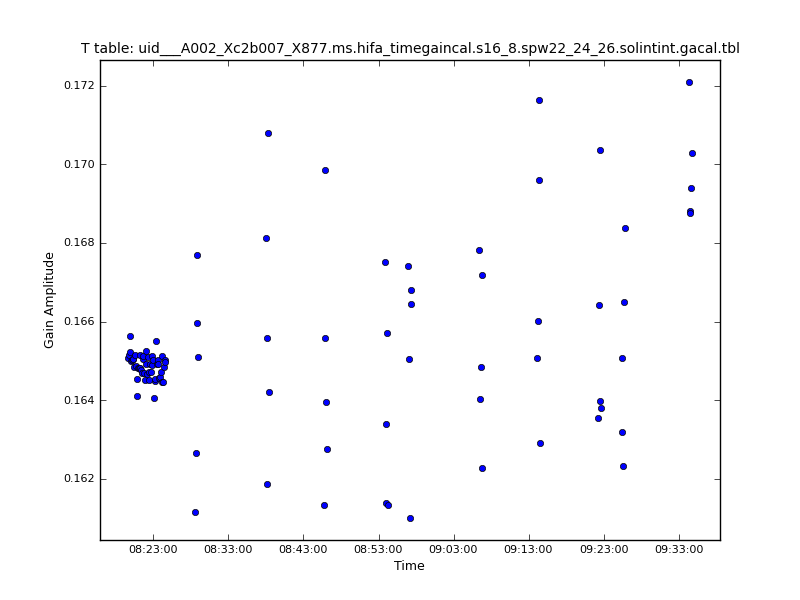 T table: uid___A002_Xc2b007_X877.ms.hifa_timegaincal.s16_8.spw22_24_26.solintint.gacal.tbl
0.172
0.170
0.168
0.166
0.164
0.162
Gain Amplitude
08:23:00 08:33:00 08:43:00 08:53:00 09:03:00 09:13:00 09:23:00 09:33:00
Time